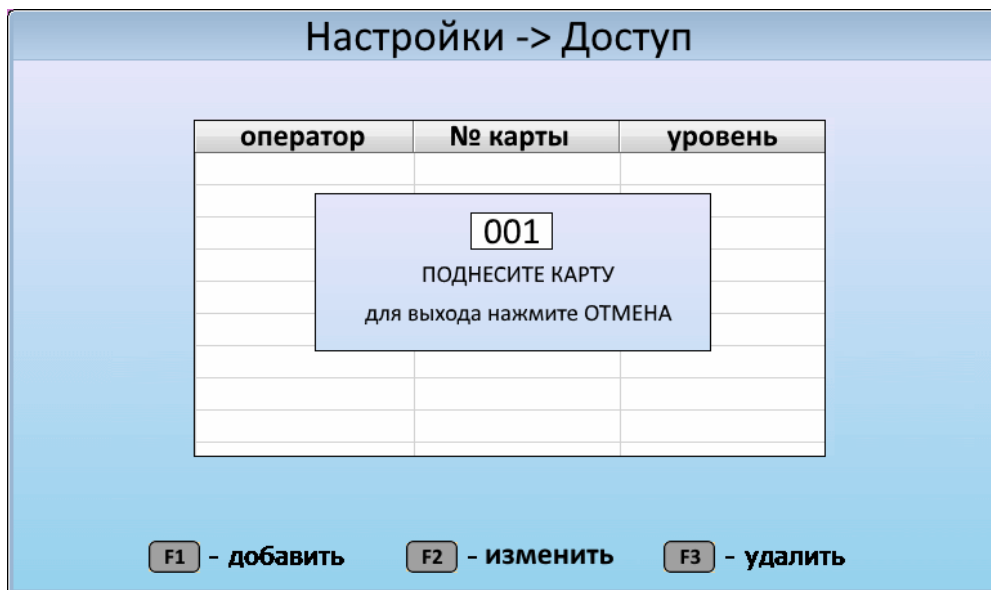 Настройки -> Доступ
оператор № карты уровень
001
ПОДНЕСИТЕ КАРТУ
для выхода нажмите ОТМЕНА
F1 - добавить F2 - изменить F3 - удалить